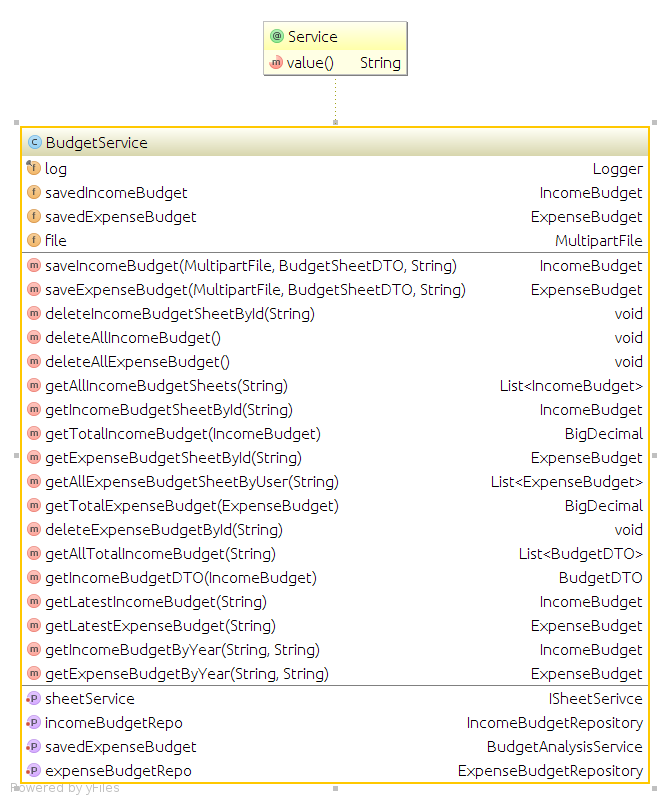 @ Service
m value() String
C BudgetService
f log Logger
f savedIncomeBudget IncomeBudget
f savedExpenseBudget ExpenseBudget
f file MultipartFile
m saveIncomeBudget(MultipartFile, BudgetSheetDTO, String) IncomeBudget
m saveExpenseBudget(MultipartFile, BudgetSheetDTO, String) ExpenseBudget
m deleteIncomeBudgetSheetById(String) void
m deleteAllIncomeBudget() void
m deleteAllExpenseBudget() void
m getAllIncomeBudgetSheets(String) List<IncomeBudget>
m getIncomeBudgetSheetById(String) IncomeBudget
m getTotalIncomeBudget(IncomeBudget) BigDecimal
m getExpenseBudgetSheetById(String) ExpenseBudget
m getAllExpenseBudgetSheetByUser(String) List<ExpenseBudget>
m getTotalExpenseBudget(ExpenseBudget) BigDecimal
m deleteExpenseBudgetById(String) void
m getAllTotalIncomeBudget(String) List<BudgetDTO>
m getIncomeBudgetDTO(IncomeBudget) BudgetDTO
m getLatestIncomeBudget(String) IncomeBudget
m getLatestExpenseBudget(String) ExpenseBudget
m getIncomeBudgetByYear(String, String) IncomeBudget
m getExpenseBudgetByYear(String, String) ExpenseBudget
P sheetService ISheetSerivce
P incomeBudgetRepo IncomeBudgetRepository
P savedExpenseBudget BudgetAnalysisService
P expenseBudgetRepo ExpenseBudgetRepository
Powered by yFiles